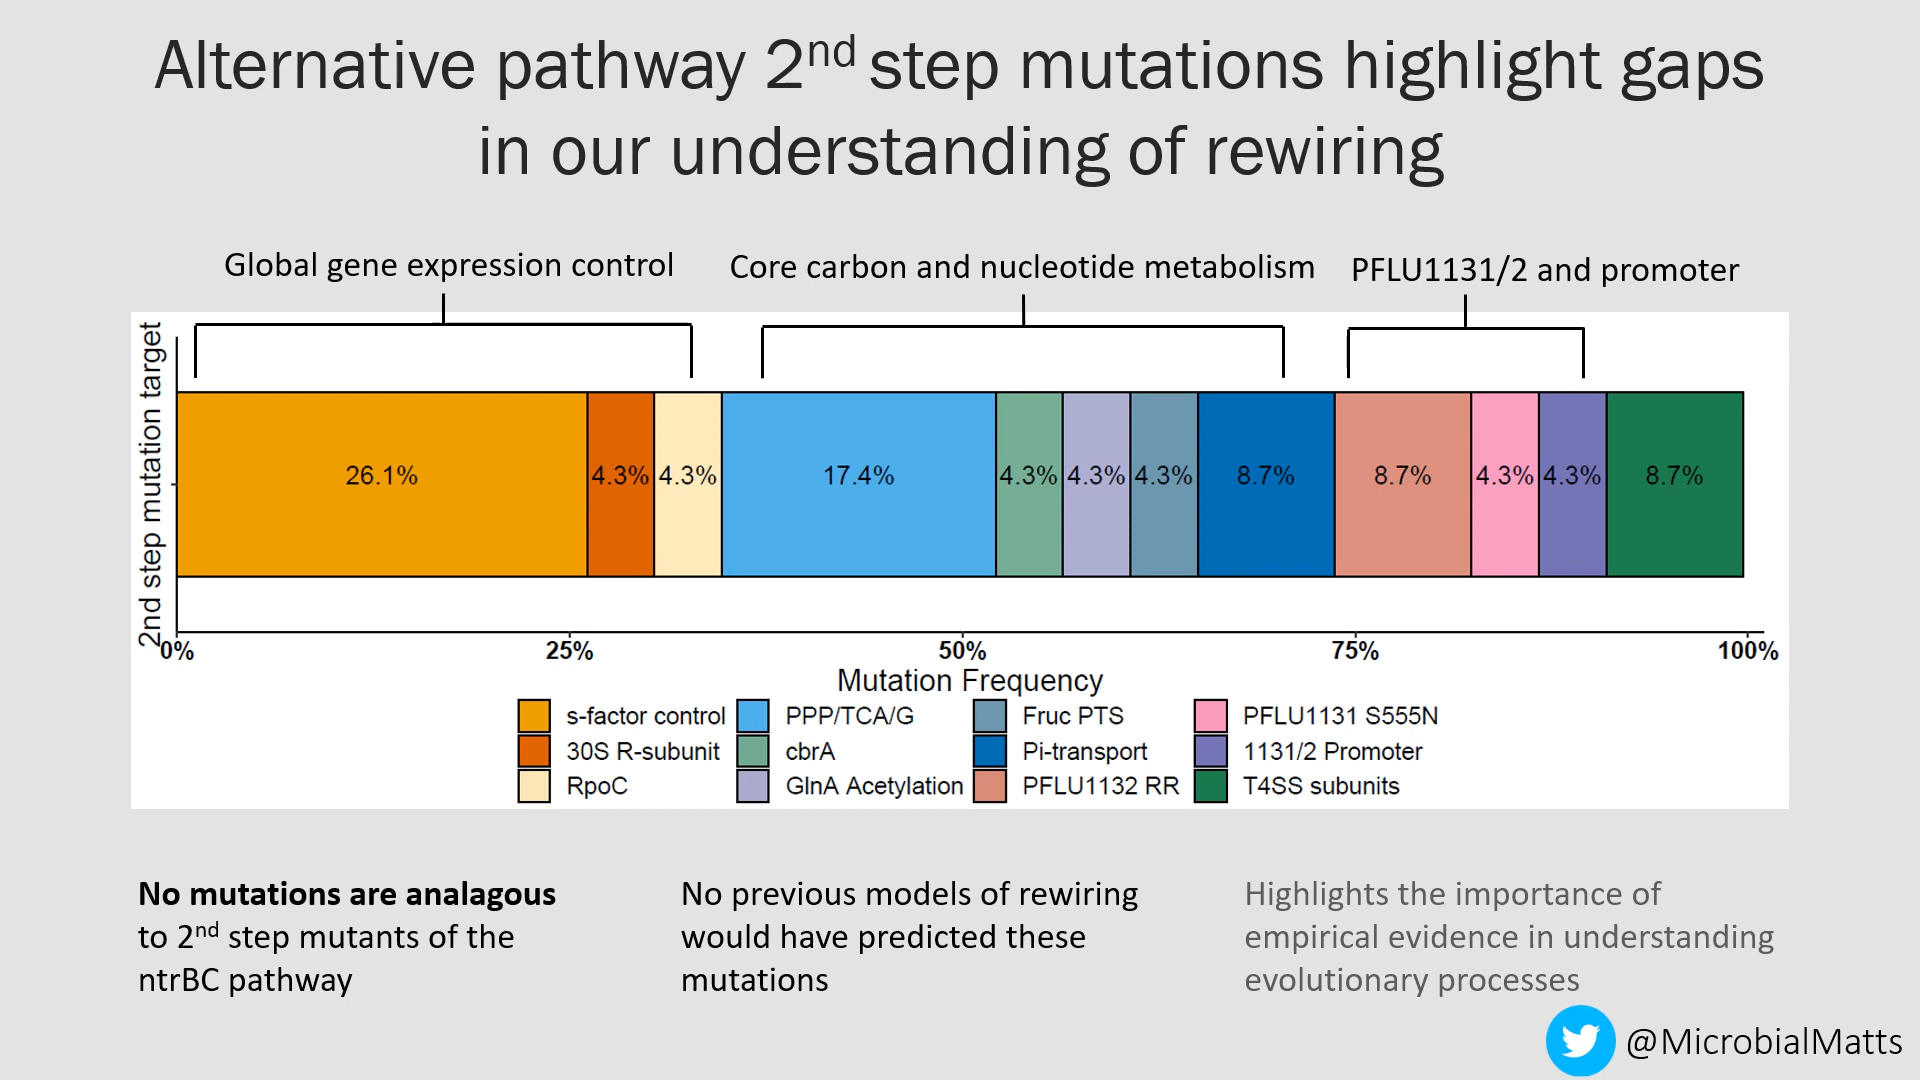 Alternative pathway 2nd step mutations highlight gaps
in our understanding of rewiring
Global gene expression control
Core carbon and nucleotide metabolism
PFLU1131/2 and promoter
2nd step mutation target
26.1%
4.3%
4.3%
17.4%
4.3%
4.3%
4.3%
8.7%
8.7%
4.3%
4.3%
8.7%
0%
25%
50%
75%
100%
Mutation Frequency
s-factor control
PPP/TCA/G
Fruc PTS
PFLU1131 S555N
30S R-subunit
cbrA
Pi-transport
1131/2 Promoter
RpoC
GlnA Acetylation
PFLU1132 RR
T4SS subunits
No mutations are analagous
to 2nd step mutants of the
ntrBC pathway
No previous models of rewiring
would have predicted these
mutations
Highlights the importance of
empirical evidence in understanding
evolutionary processes
@MicrobialMatts